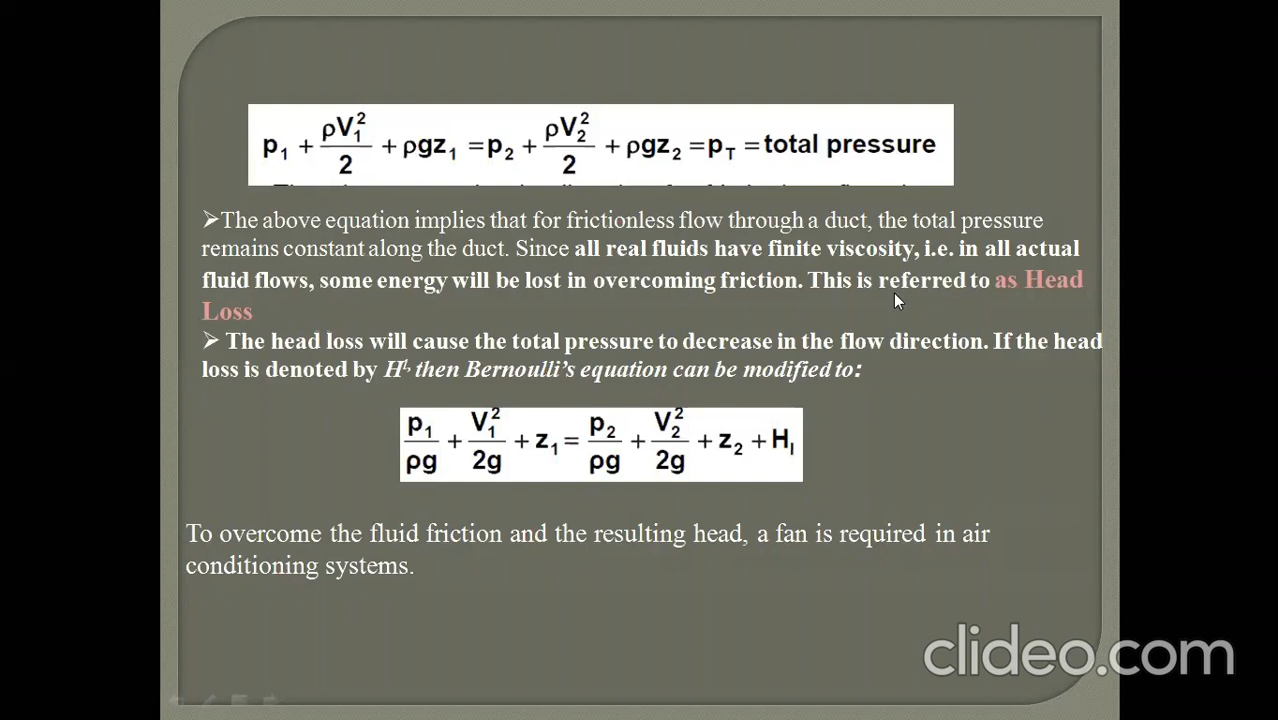 p₁ + ρV₁²/2 + ρgz₁ = p₂ + ρV₂²/2 + ρgz₂ = p_T = total pressure
➢The above equation implies that for frictionless flow through a duct, the total pressure
remains constant along the duct. Since all real fluids have finite viscosity, i.e. in all actual
fluid flows, some energy will be lost in overcoming friction. This is referred to as Head
Loss
➢ The head loss will cause the total pressure to decrease in the flow direction. If the head
loss is denoted by Hˡ, then Bernoulli's equation can be modified to:
p₁/ρg + V₁²/2g + z₁ = p₂/ρg + V₂²/2g + z₂ + H_l
To overcome the fluid friction and the resulting head, a fan is required in air
conditioning systems.
clideo.com